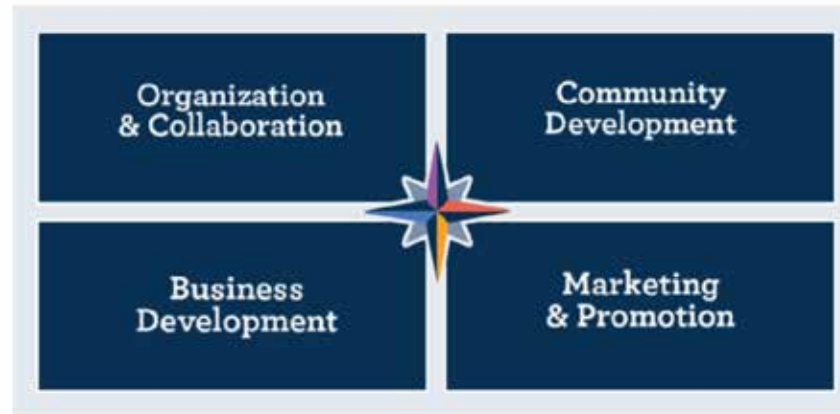 Organization
& Collaboration
Community
Development
Business
Development
Marketing
& Promotion